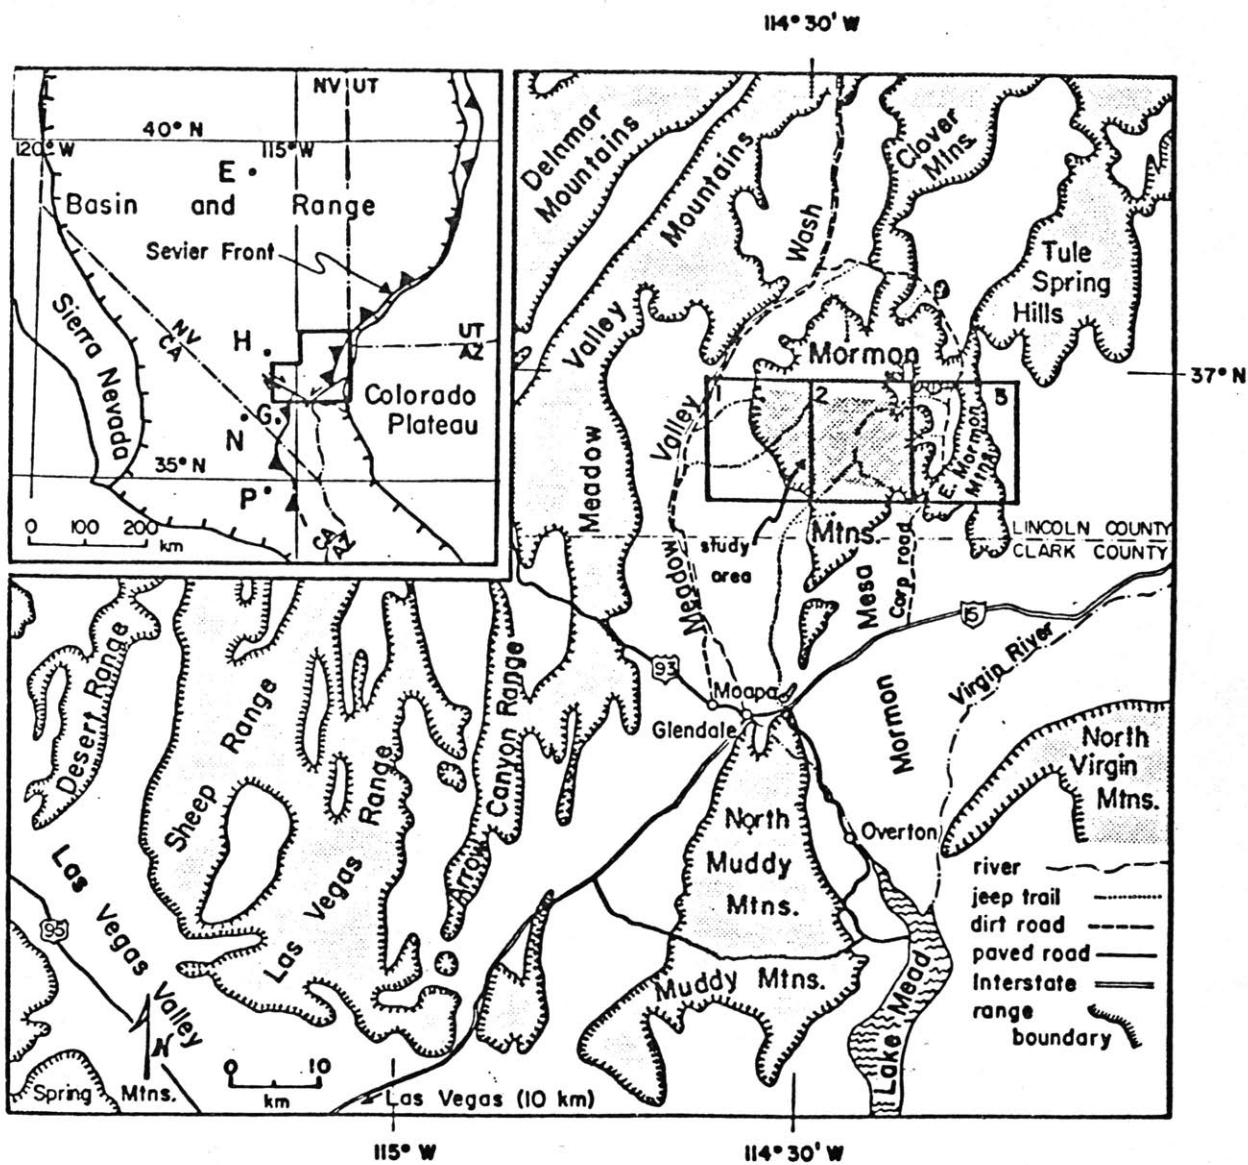 114° 30' W
NV UT
40° N
120° W
115° W
E
Basin and Range
Sevier Front
Sierra Nevada
NV
CA
H
UT
AZ
G
N
Colorado
Plateau
35° N
P
CA
AZ
0 100 200
km
Delamar
Mountains
Clover
Mtns.
Meadow Valley Mountains
Tule
Spring
Hills
Meadow Valley Wash
Mormon
Mtns.
37° N
1
2
3
E. Mormon
Mtns.
study
area
LINCOLN COUNTY
CLARK COUNTY
Mormon Mesa
Corp road
15
Virgin River
93
Moapa
Glendale
Desert Range
Sheep Range
Las Vegas Range
Arrow Canyon Range
North
Muddy
Mtns.
Overton
North
Virgin
Mtns.
95
Las Vegas Valley
Muddy Mtns.
Lake Mead
river
jeep trail
dirt road
paved road
Interstate
range
boundary
N
Spring Mtns.
0 10
km
Las Vegas (10 km)
115° W
114° 30' W